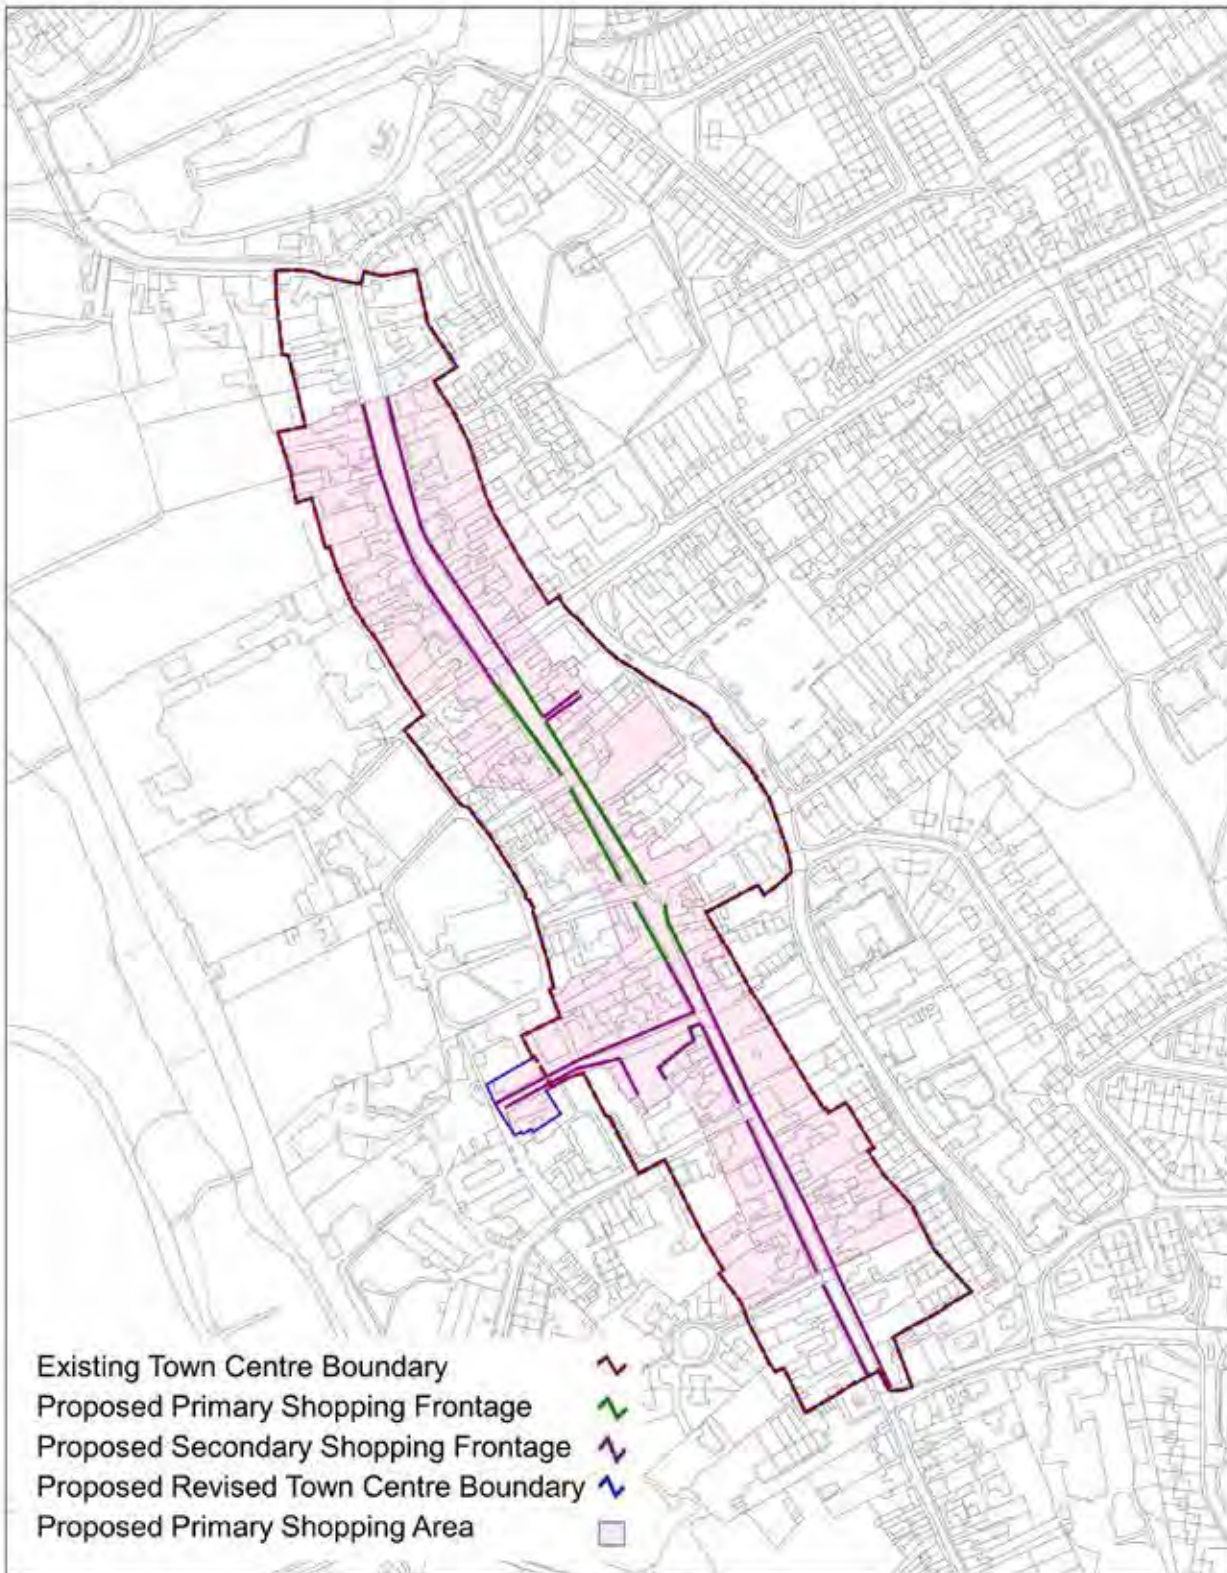 Existing Town Centre Boundary
Proposed Primary Shopping Frontage
Proposed Secondary Shopping Frontage
Proposed Revised Town Centre Boundary
Proposed Primary Shopping Area